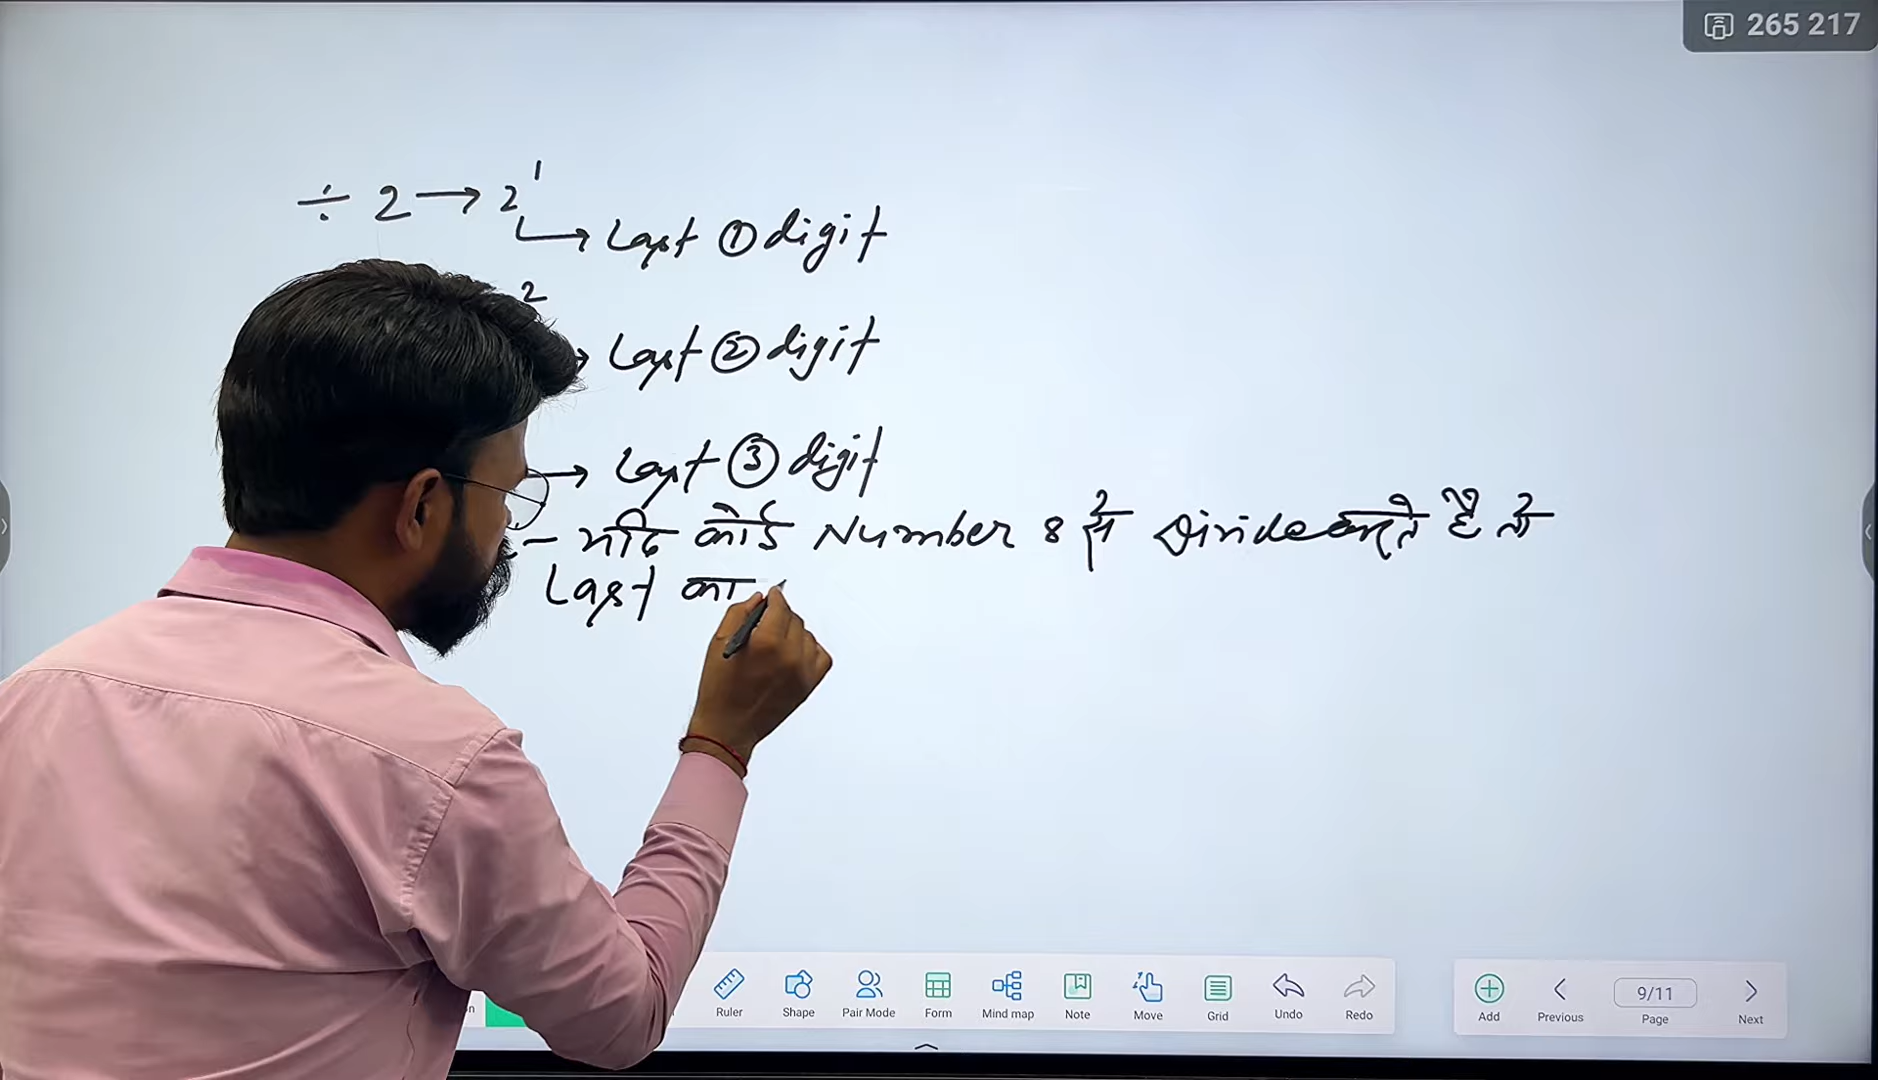 265 217
÷ 2 → 2¹
→ Last ① digit
2
→ Last ② digit
→ Last ③ digit
- यदि कोई Number 8 से Divide करते हैं तो
Last का
Ruler Shape Pair Mode Form Mind map Note Move Grid Undo Redo Add Previous 9/11 Page Next